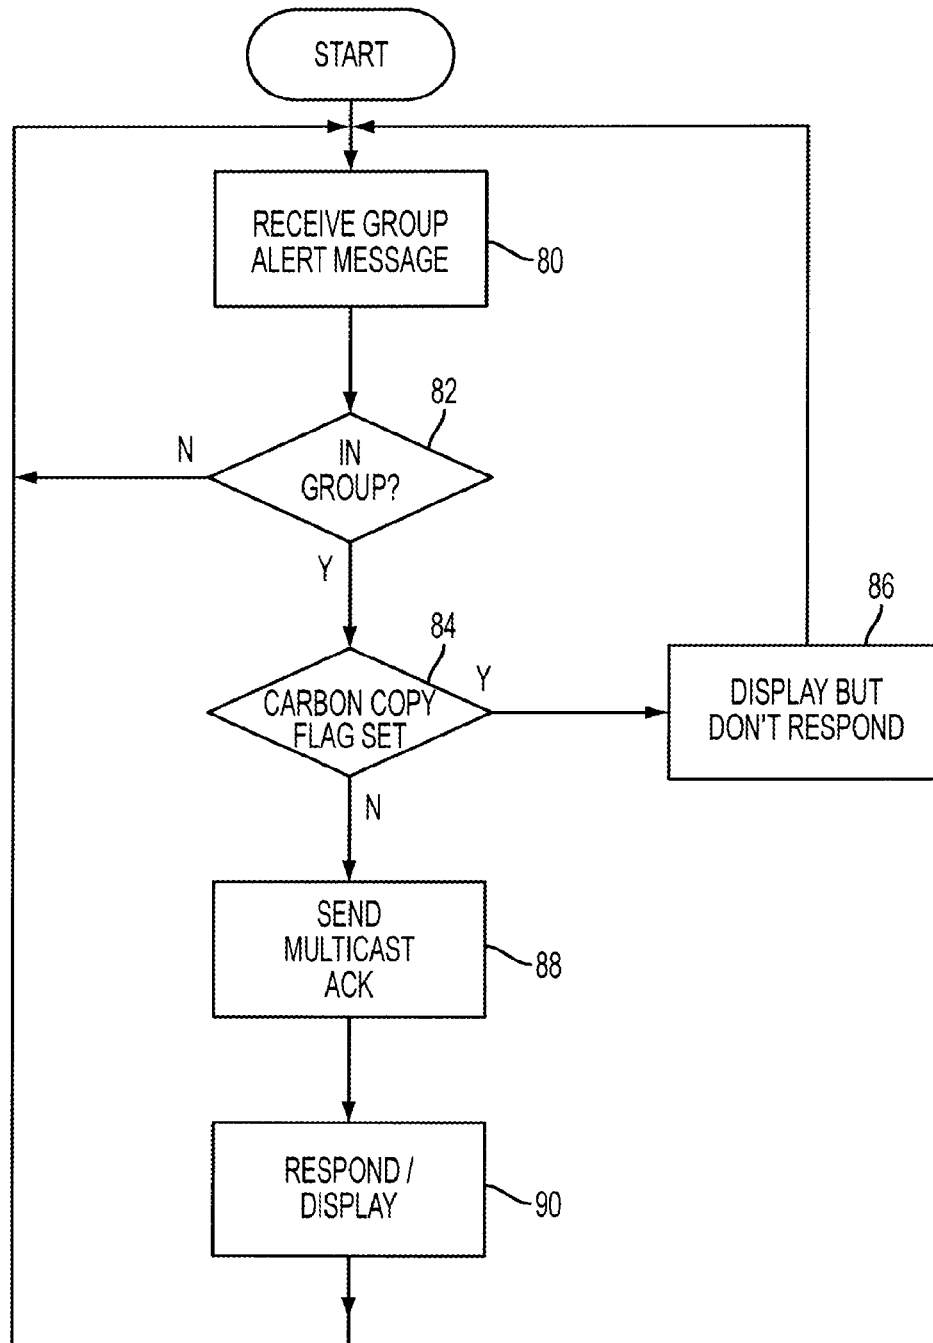 START
RECEIVE GROUP
ALERT MESSAGE
80
82
IN
GROUP?
N
Y
84
CARBON COPY
FLAG SET
Y
86
DISPLAY BUT
DON'T RESPOND
N
SEND
MULTICAST
ACK
88
RESPOND /
DISPLAY
90